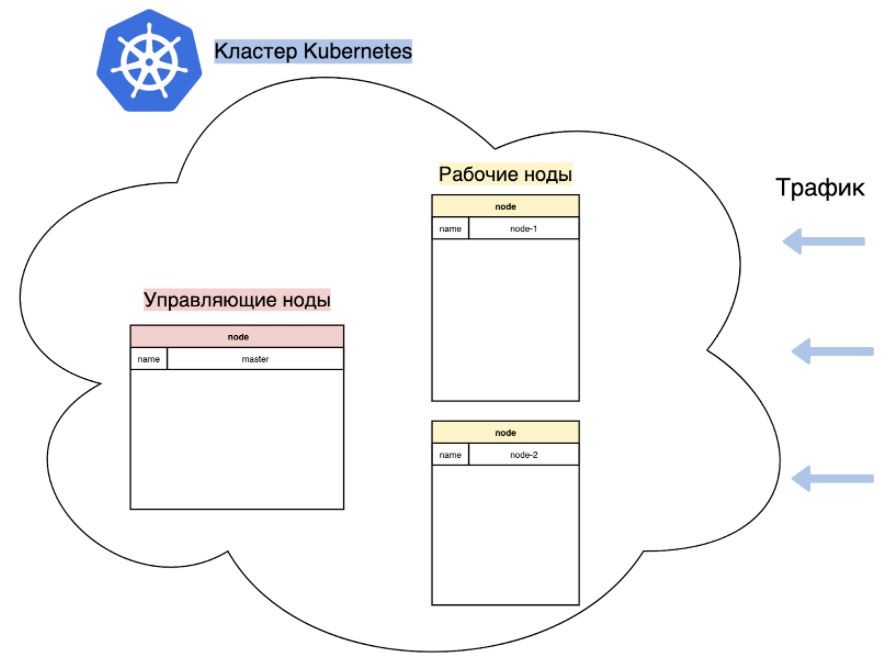 Кластер Kubernetes
Рабочие ноды
Трафик
node
name node-1
Управляющие ноды
node
name master
node
name node-2